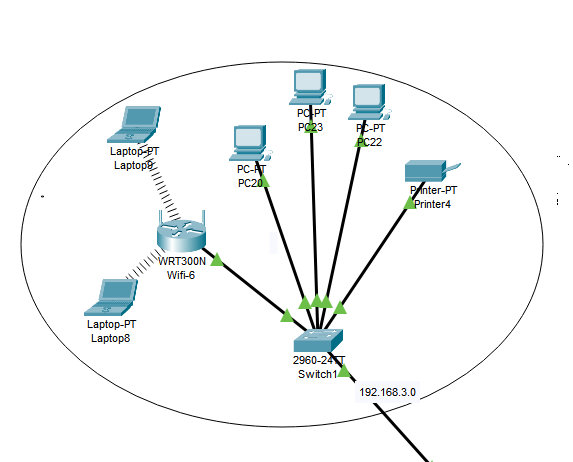 PC-PT
PC23
PC-PT
PC22
Laptop-PT
Laptop9
PC-PT
PC20
Printer-PT
Printer4
WRT300N
Wifi-6
Laptop-PT
Laptop8
2960-24TT
Switch1
192.168.3.0